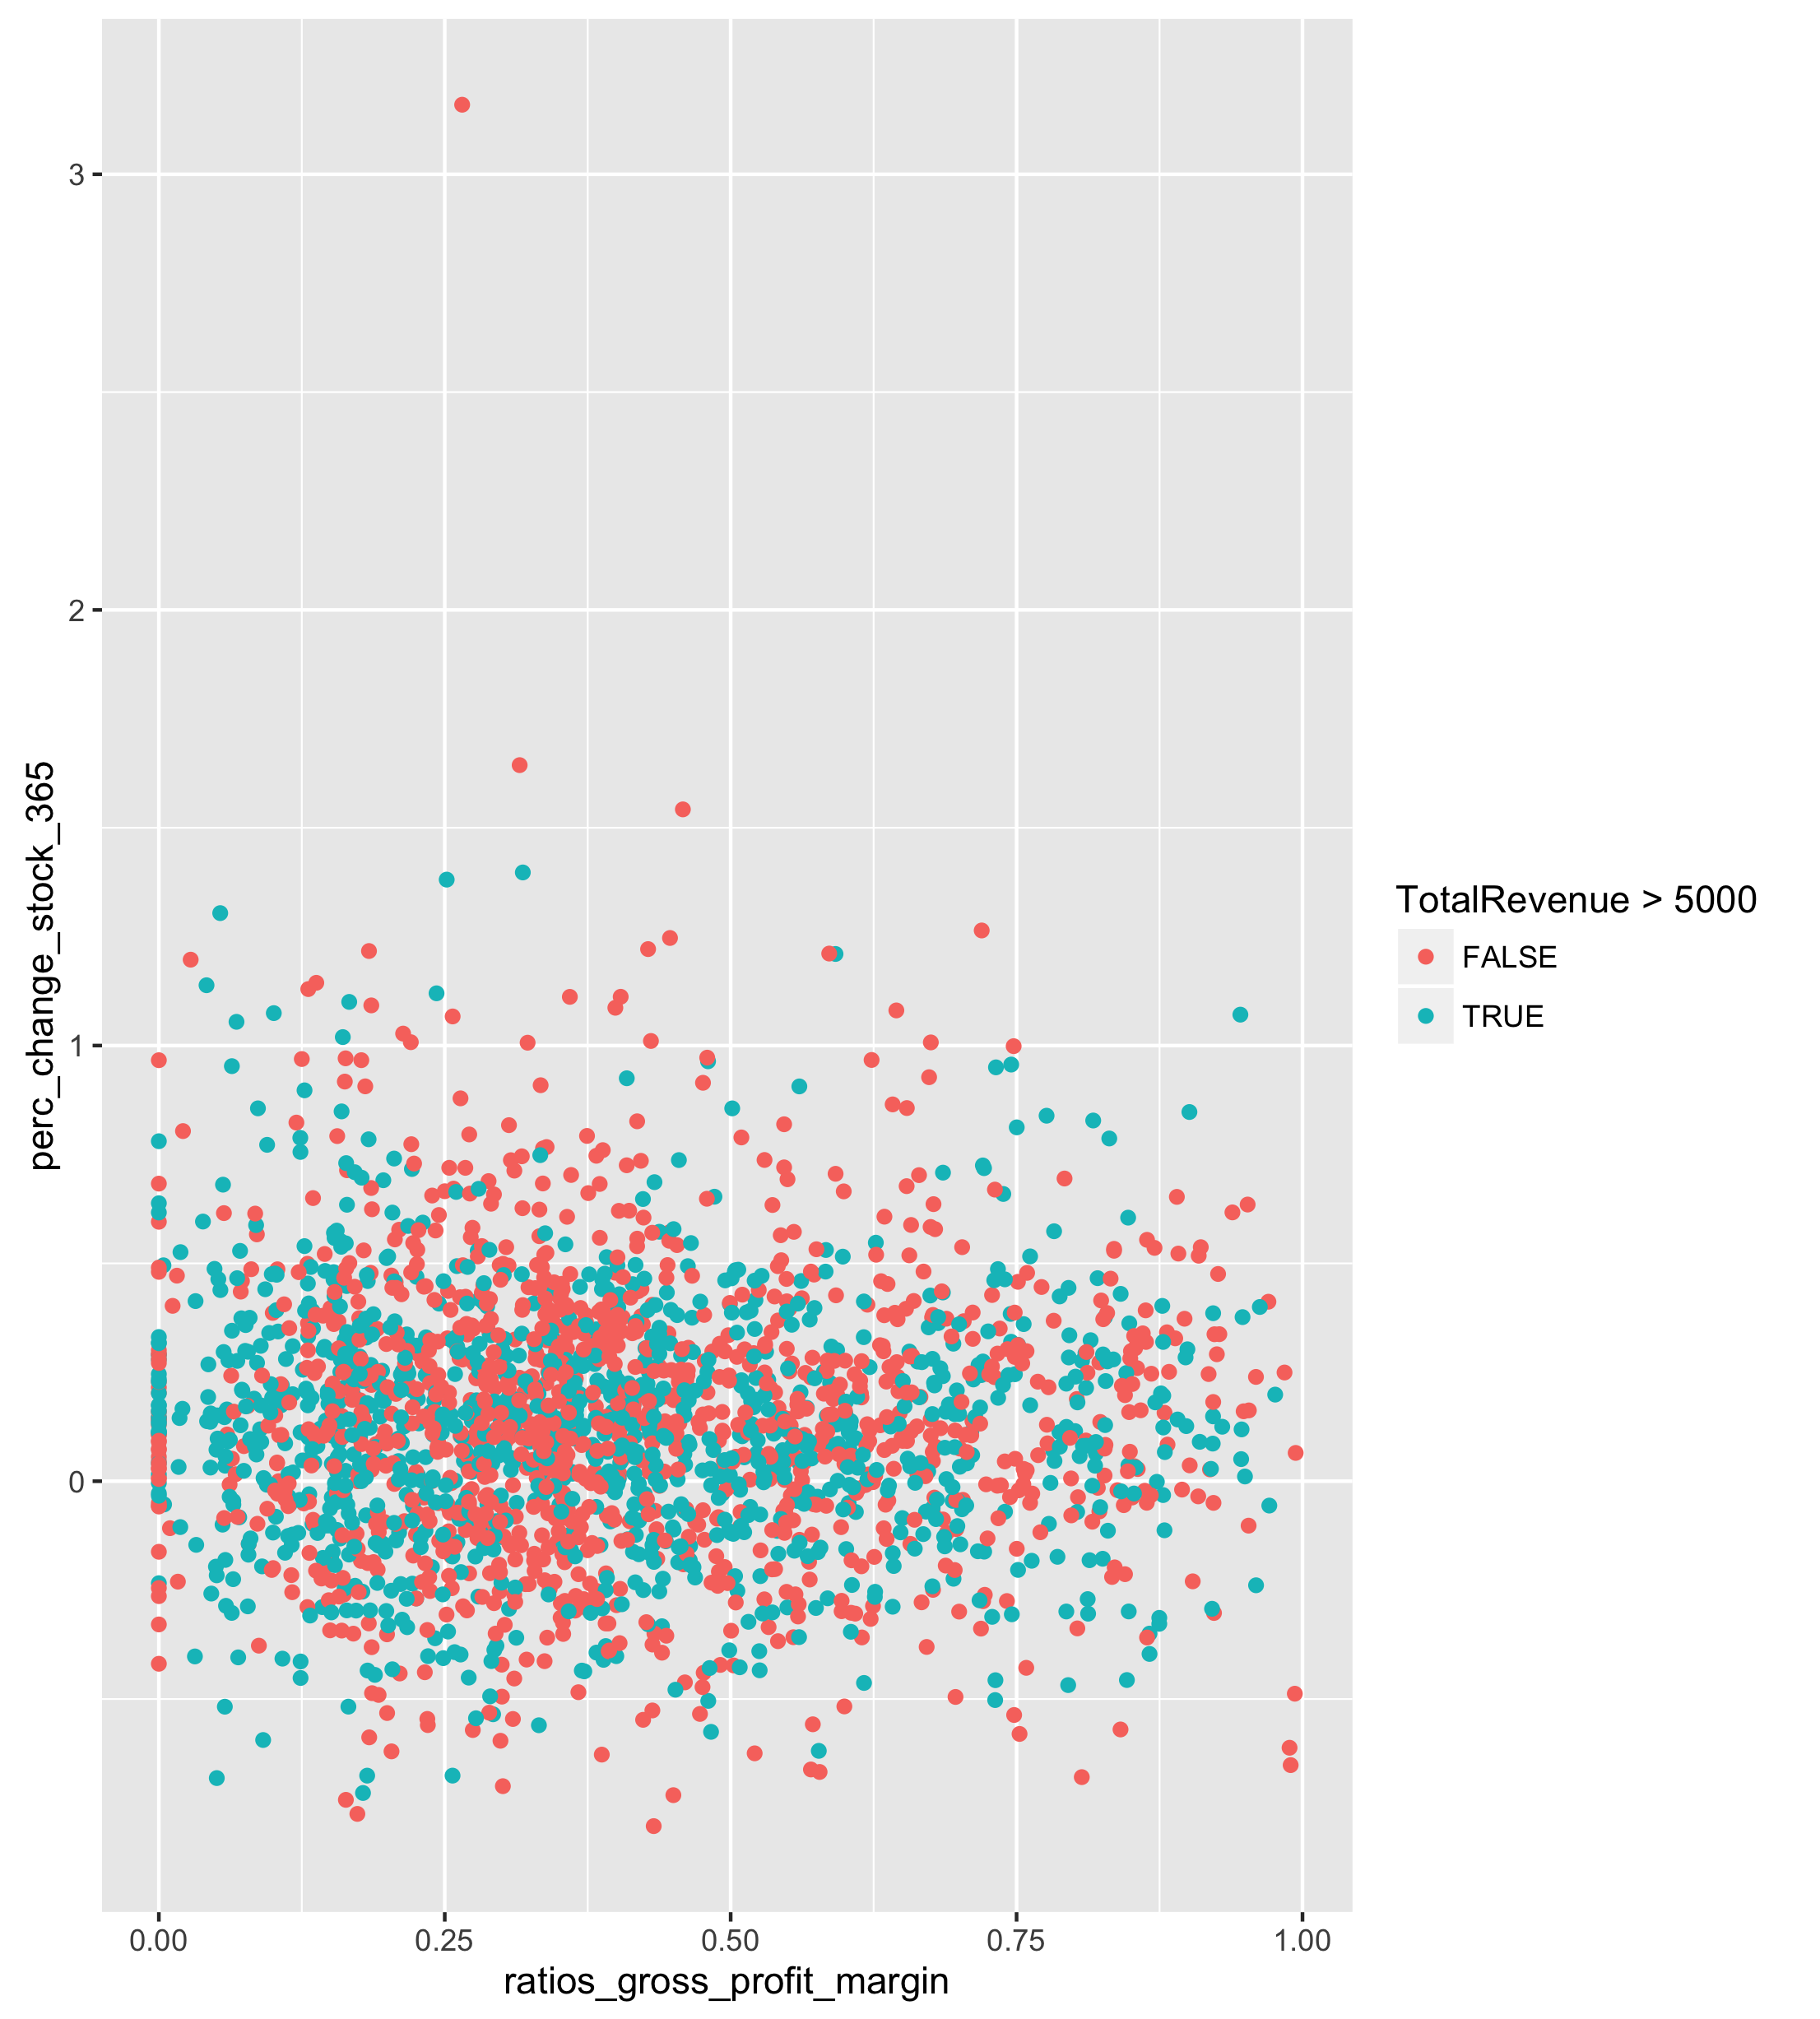 3
2
1
0
perc_change_stock_365
0.00 0.25 0.50 0.75 1.00
ratios_gross_profit_margin
TotalRevenue > 5000
FALSE
TRUE